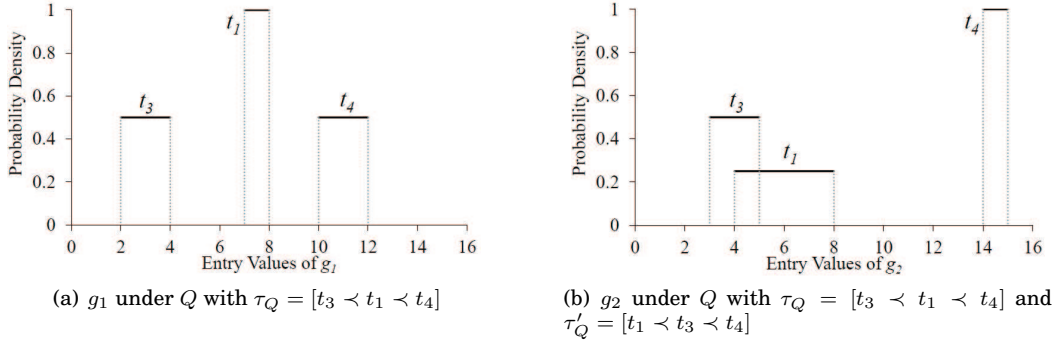 Probability Density
1
0.8
0.6
0.4
0.2
0
t₁
t₃
t₄
0 2 4 6 8 10 12 14 16
Entry Values of g₁
(a) g₁ under Q with τ_Q = [t₃ ≺ t₁ ≺ t₄]
Probability Density
1
0.8
0.6
0.4
0.2
0
t₄
t₃
t₁
0 2 4 6 8 10 12 14 16
Entry Values of g₂
(b) g₂ under Q with τ_Q = [t₃ ≺ t₁ ≺ t₄] and
τ′_Q = [t₁ ≺ t₃ ≺ t₄]